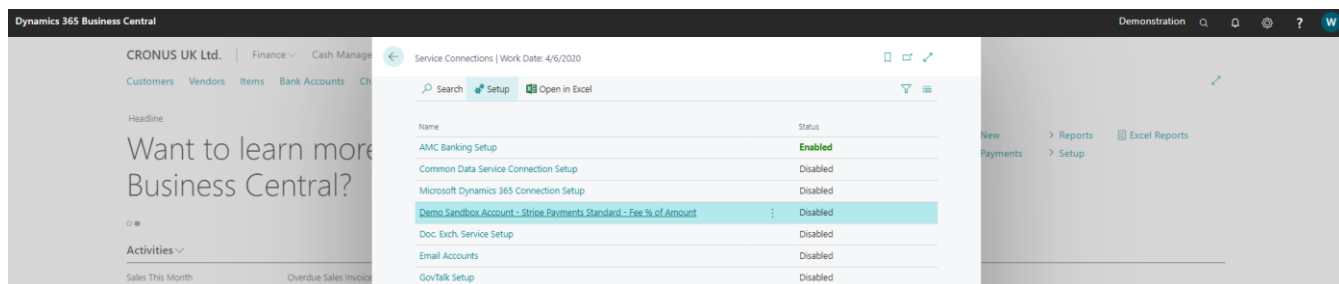 Dynamics 365 Business Central
Demonstration
?
W
CRONUS UK Ltd.
Finance
Cash Manage
Customers Vendors Items Bank Accounts Ch
Headline
Want to learn more
Business Central?
Activities
Sales This Month
Overdue Sales Invoice
Service Connections | Work Date: 4/6/2020
Search Setup Open in Excel
Name Status
AMC Banking Setup Enabled
Common Data Service Connection Setup Disabled
Microsoft Dynamics 365 Connection Setup Disabled
Demo Sandbox Account - Stripe Payments Standard - Fee % of Amount Disabled
Doc. Exch. Service Setup Disabled
Email Accounts Disabled
GovTalk Setup Disabled
New > Reports Excel Reports
Payments > Setup